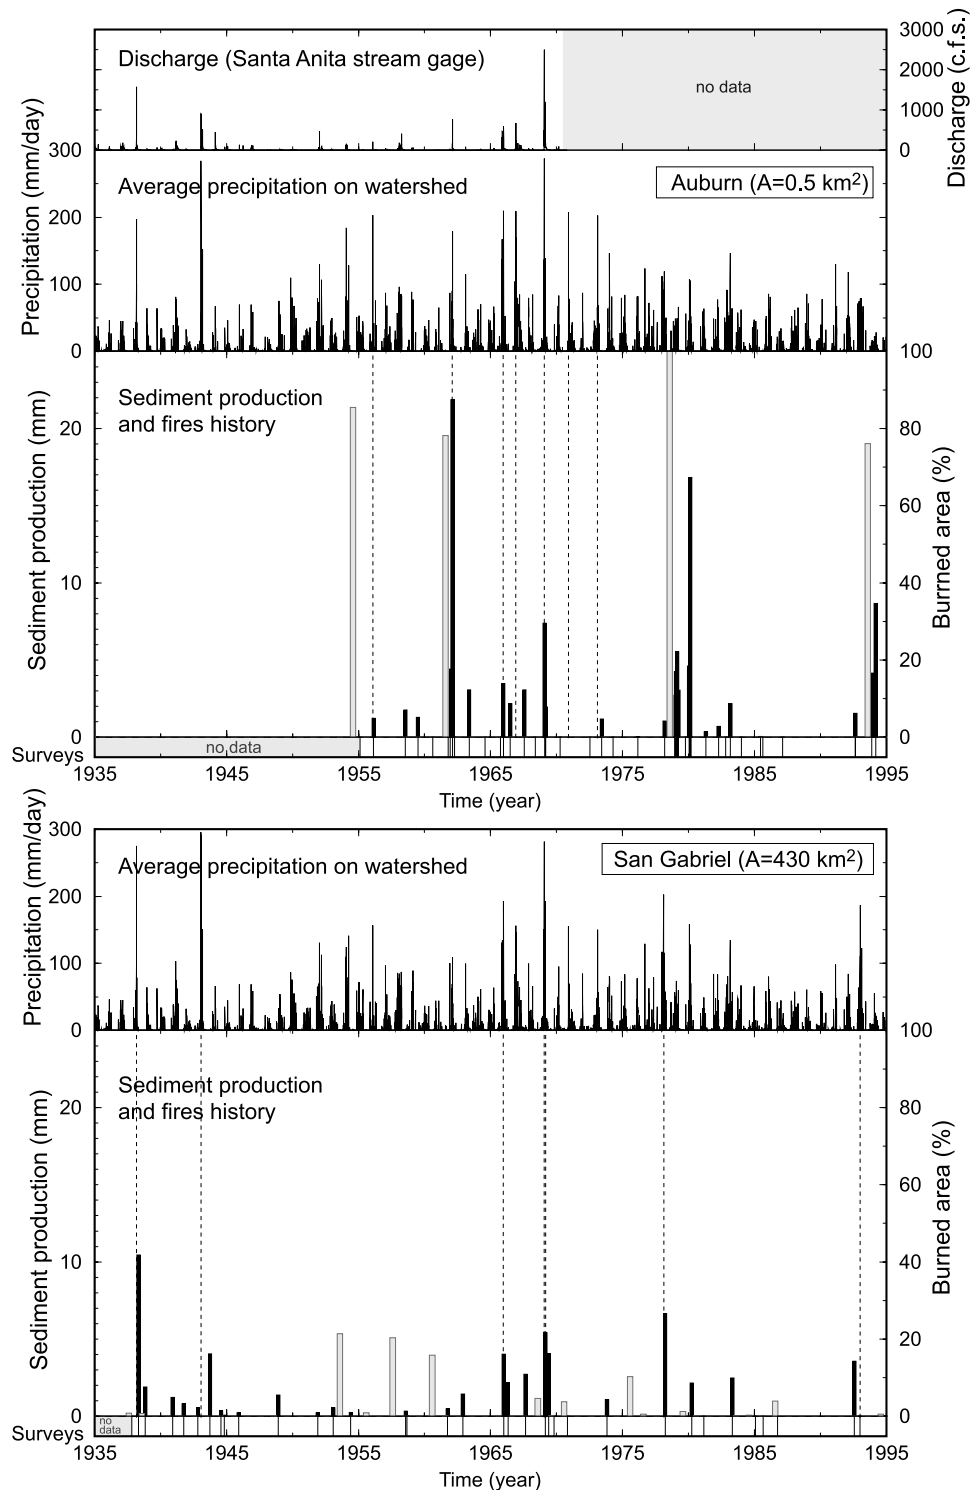 Discharge (Santa Anita stream gage)
no data
3000
2000
1000
0
Discharge (c.f.s.)
300
200
100
0
Precipitation (mm/day)
Average precipitation on watershed
Auburn (A=0.5 km²)
Sediment production
and fires history
20
10
0
Sediment production (mm)
100
80
60
40
20
0
Burrned area (%)
no data
Surveys
1935 1945 1955 1965 1975 1985 1995
Time (year)
300
200
100
0
Precipitation (mm/day)
Average precipitation on watershed
San Gabriel (A=430 km²)
Sediment production
and fires history
20
10
0
Sediment production (mm)
100
80
60
40
20
0
Burned area (%)
no
data
Surveys
1935 1945 1955 1965 1975 1985 1995
Time (year)